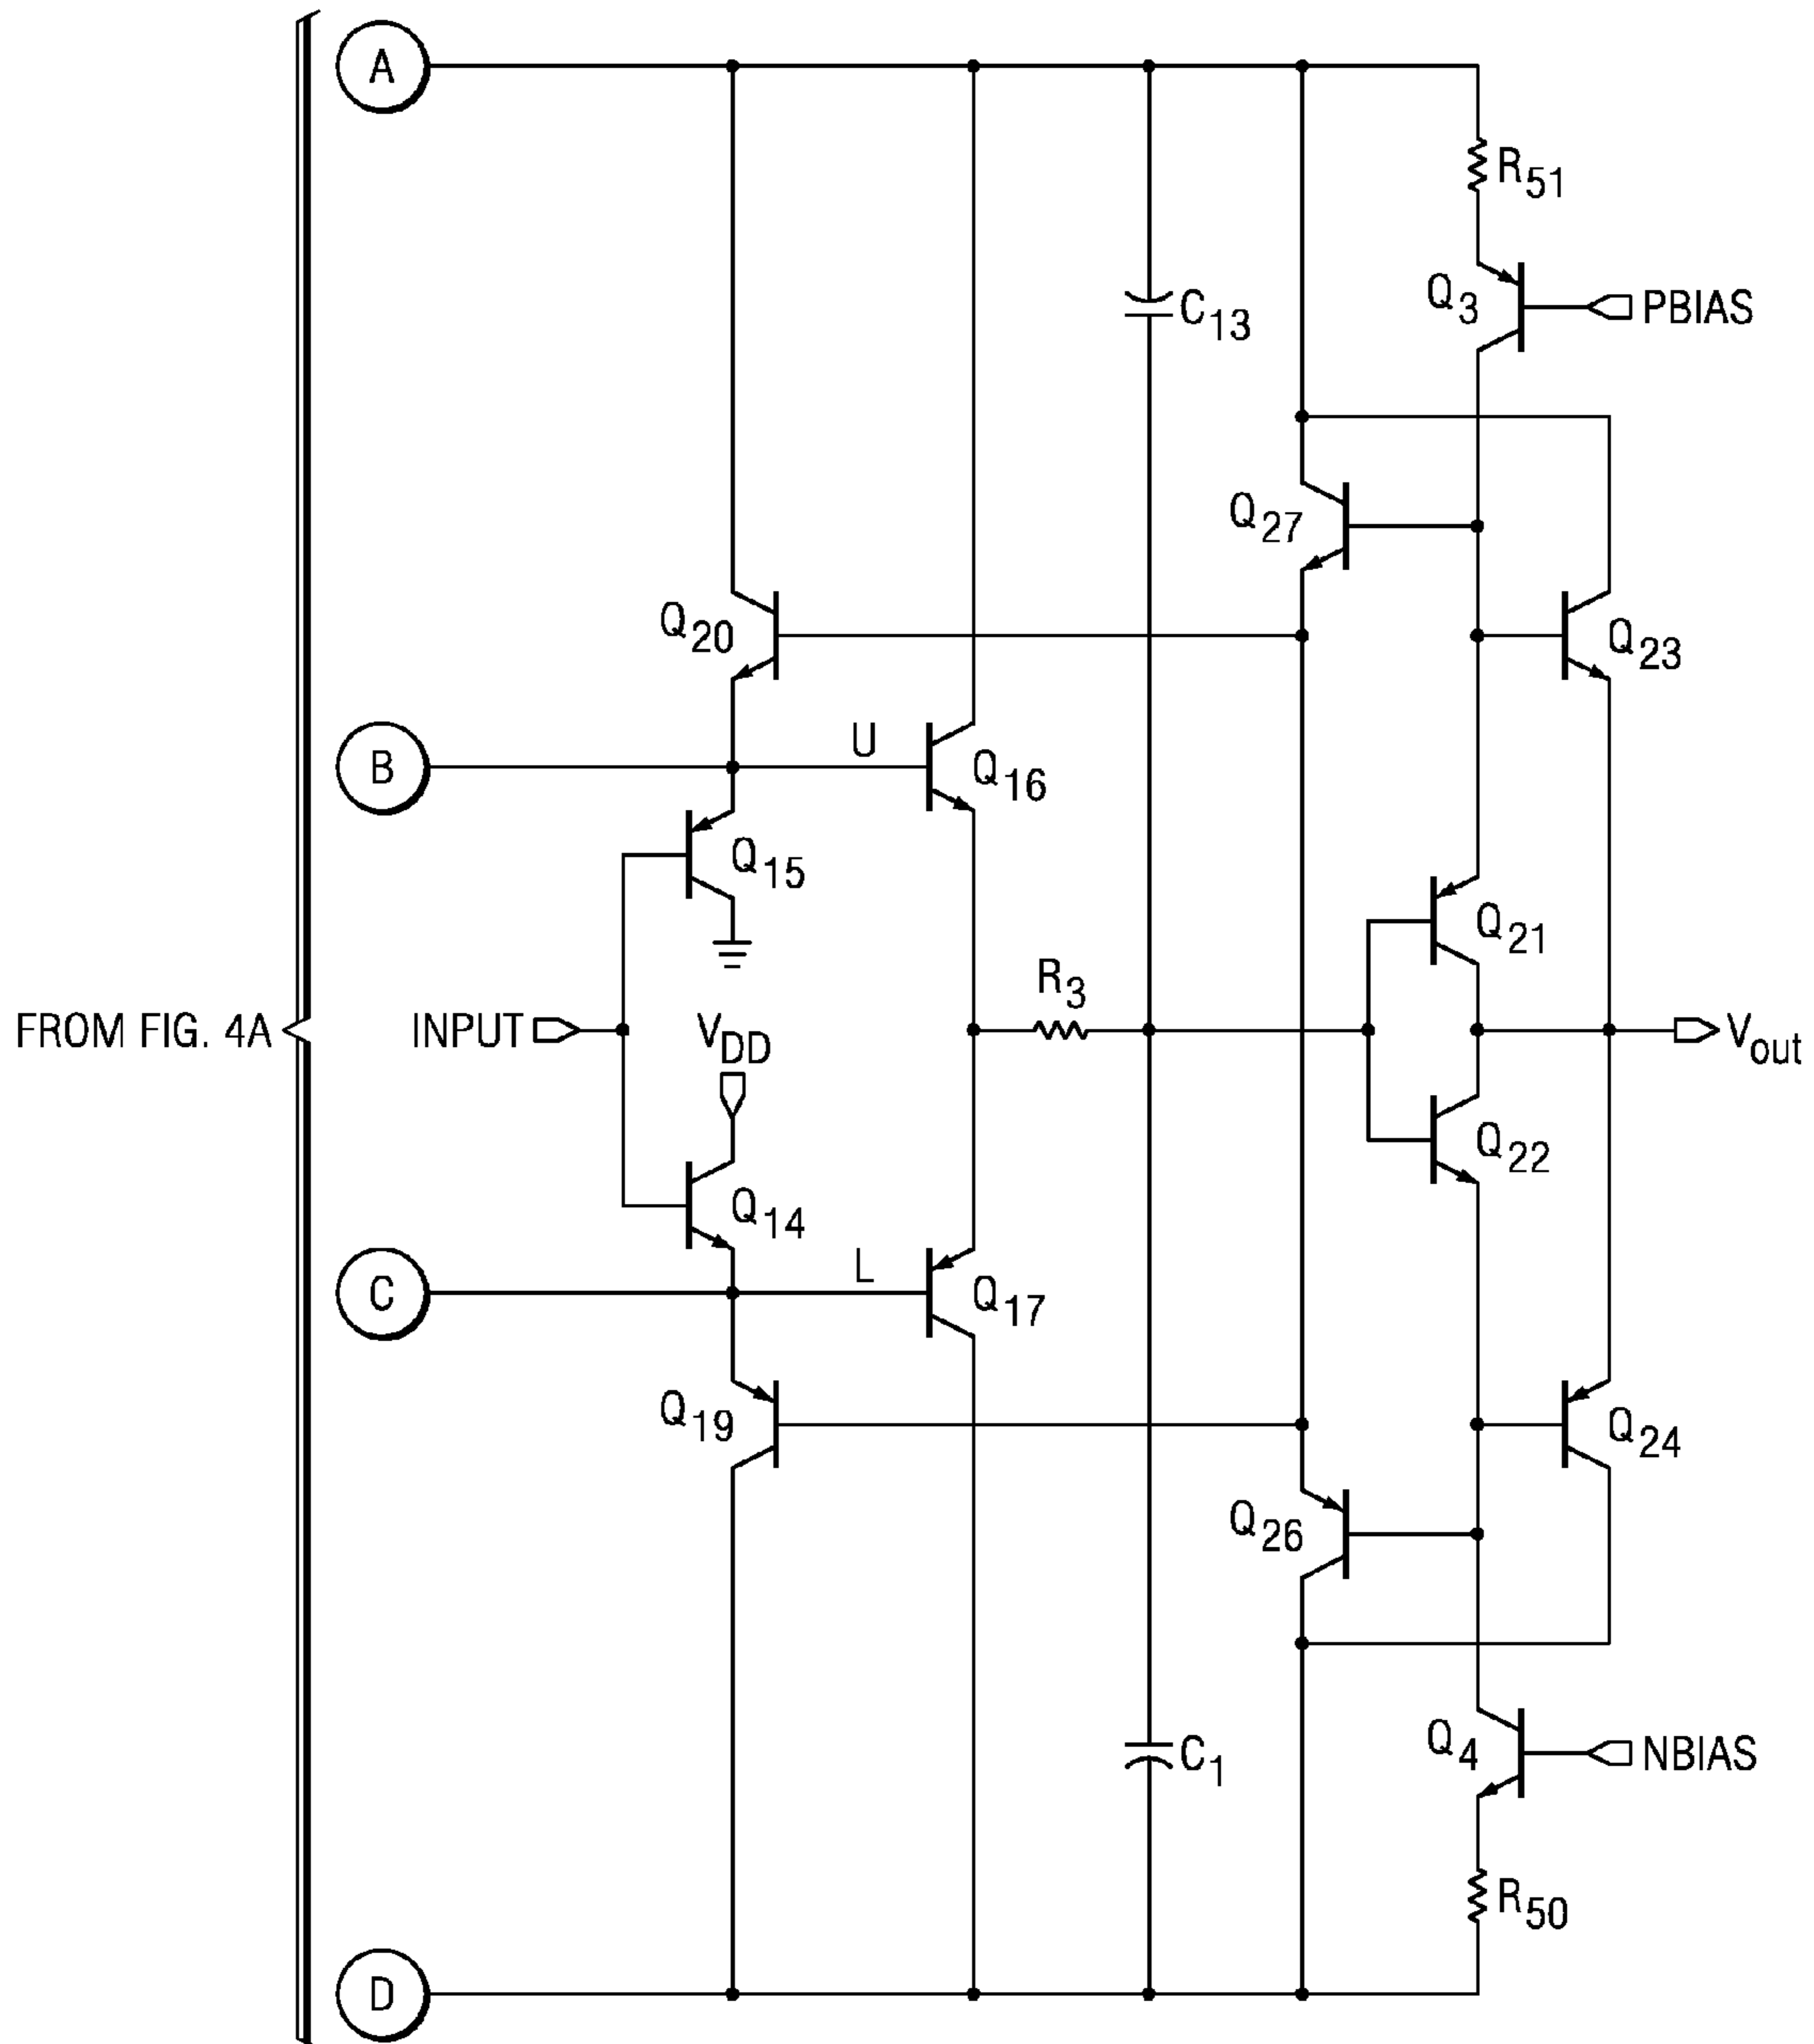 A
R51
Q3
PBIAS
C13
Q27
Q20
Q23
U
B
Q16
Q15
Q21
R3
FROM FIG. 4A
INPUT
VDD
Vout
Q22
Q14
L
C
Q17
Q19
Q24
Q26
Q4
C1
NBIAS
R50
D